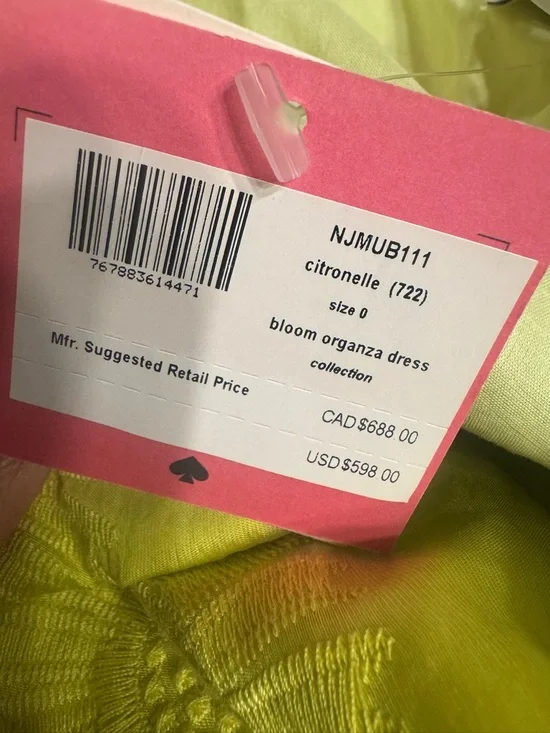 767883614471
NJMUB111
citronelle (722)
size 0
bloom organza dress
collection
Mfr. Suggested Retail Price
CAD $688.00
USD $598.00